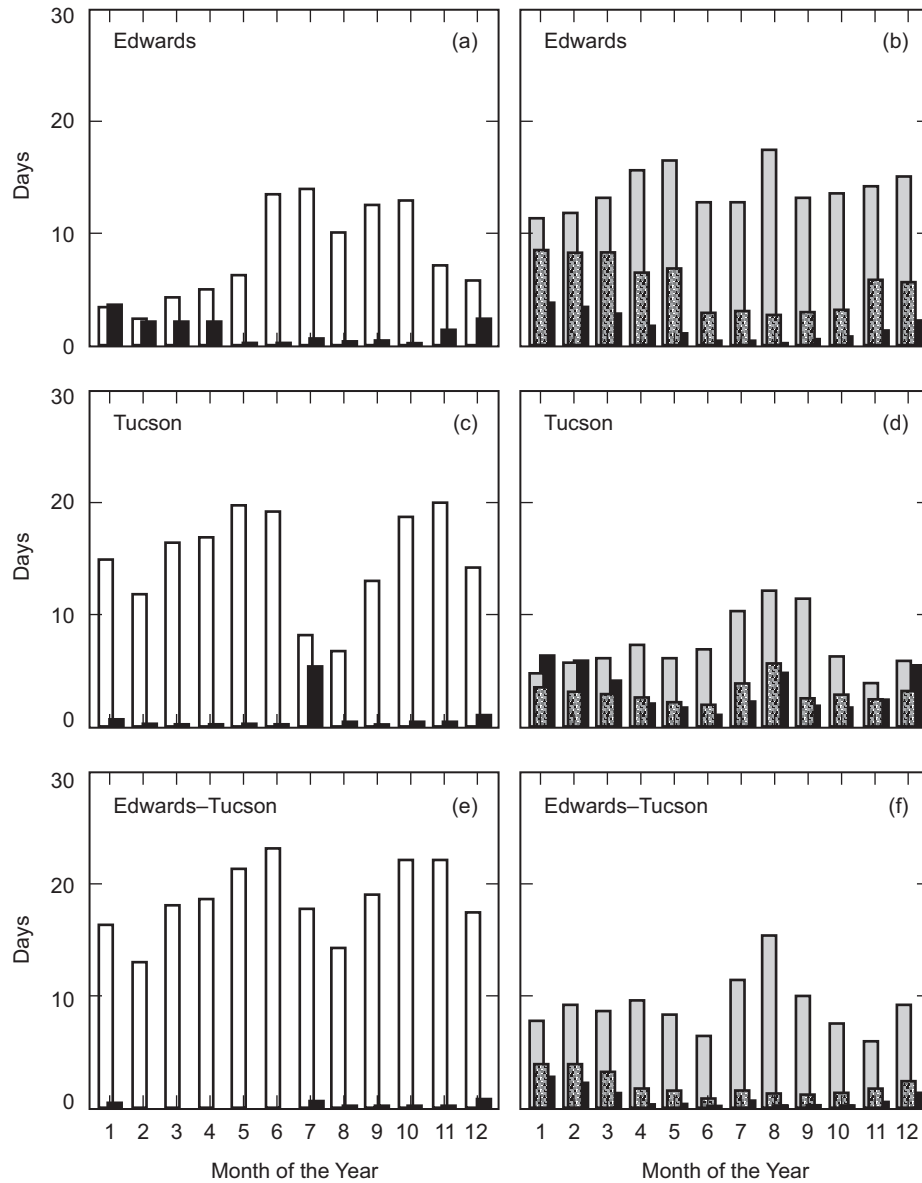 30
Edwards (a)
20
Days
10
0
Edwards (b)
30
Tucson (c)
20
Days
10
0
Tucson (d)
30
Edwards–Tucson (e)
20
Days
10
0
1 2 3 4 5 6 7 8 9 10 11 12
Month of the Year
Edwards–Tucson (f)
1 2 3 4 5 6 7 8 9 10 11 12
Month of the Year